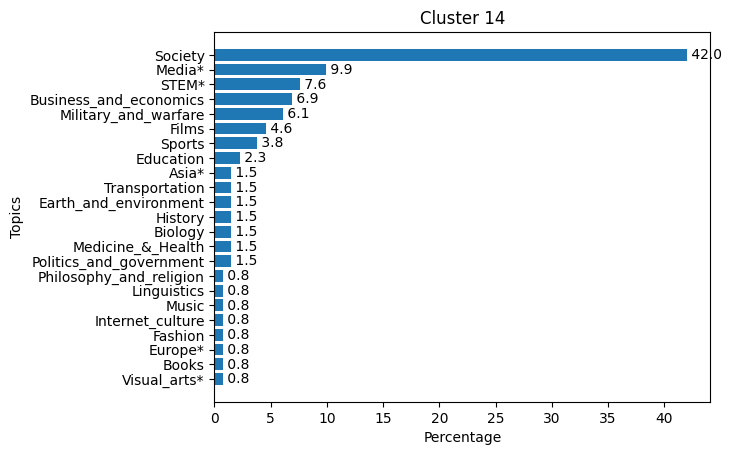 Cluster 14
Topics
Society 42.0
Media* 9.9
STEM* 7.6
Business_and_economics 6.9
Military_and_warfare 6.1
Films 4.6
Sports 3.8
Education 2.3
Asia* 1.5
Transportation 1.5
Earth_and_environment 1.5
History 1.5
Biology 1.5
Medicine_&_Health 1.5
Politics_and_government 1.5
Philosophy_and_religion 0.8
Linguistics 0.8
Music 0.8
Internet_culture 0.8
Fashion 0.8
Europe* 0.8
Books 0.8
Visual_arts* 0.8
0 5 10 15 20 25 30 35 40
Percentage